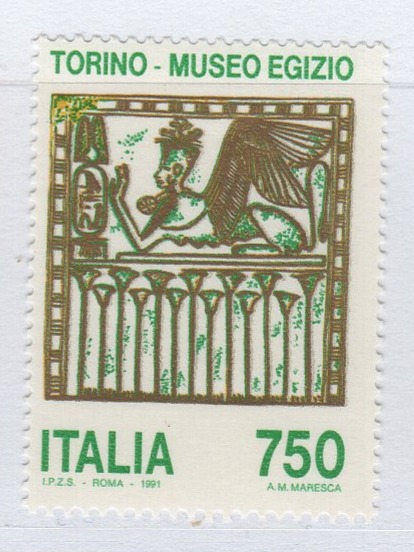 TORINO - MUSEO EGIZIO
ITALIA 750
I.P.Z.S. - ROMA - 1991 A.M. MARESCA